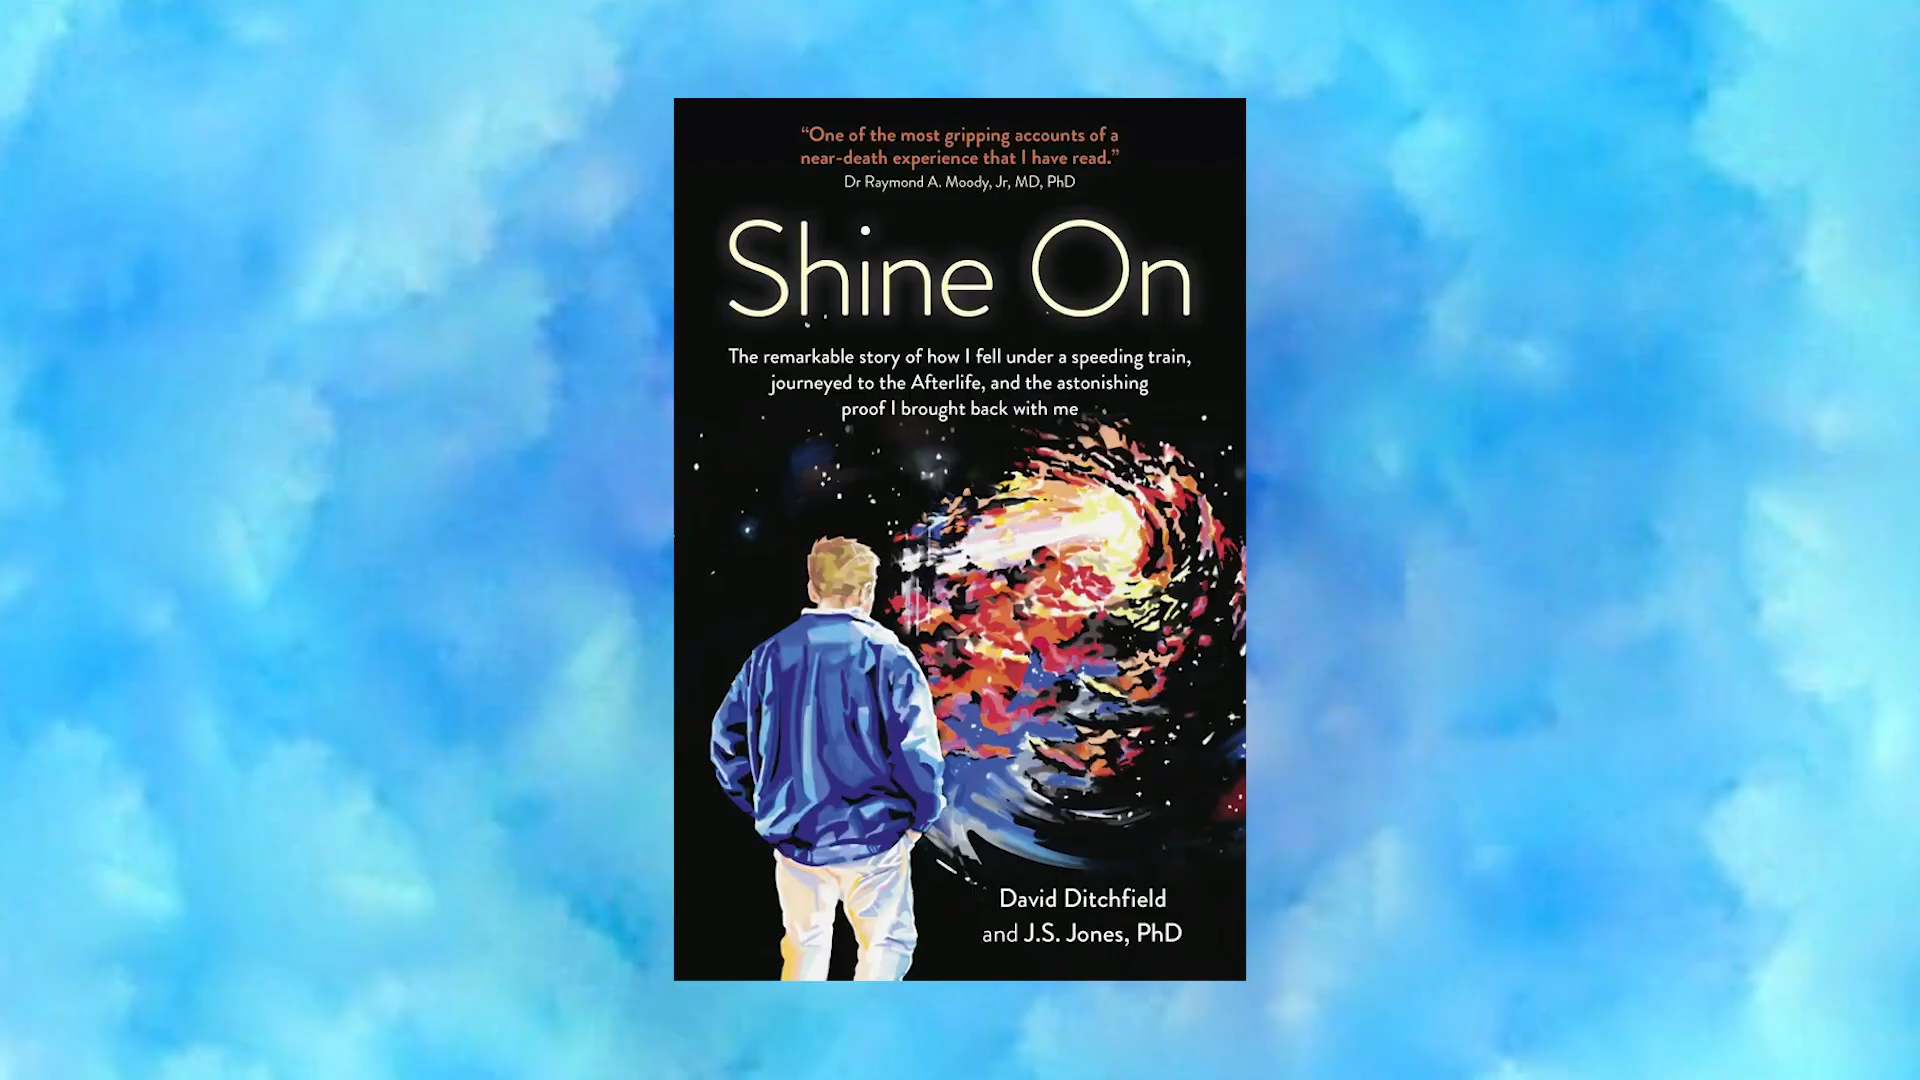 “One of the most gripping accounts of a
near-death experience that I have read.”
Dr Raymond A. Moody, Jr, MD, PhD
Shine On
The remarkable story of how I fell under a speeding train,
journeyed to the Afterlife, and the astonishing
proof I brought back with me
David Ditchfield
and J.S. Jones, PhD